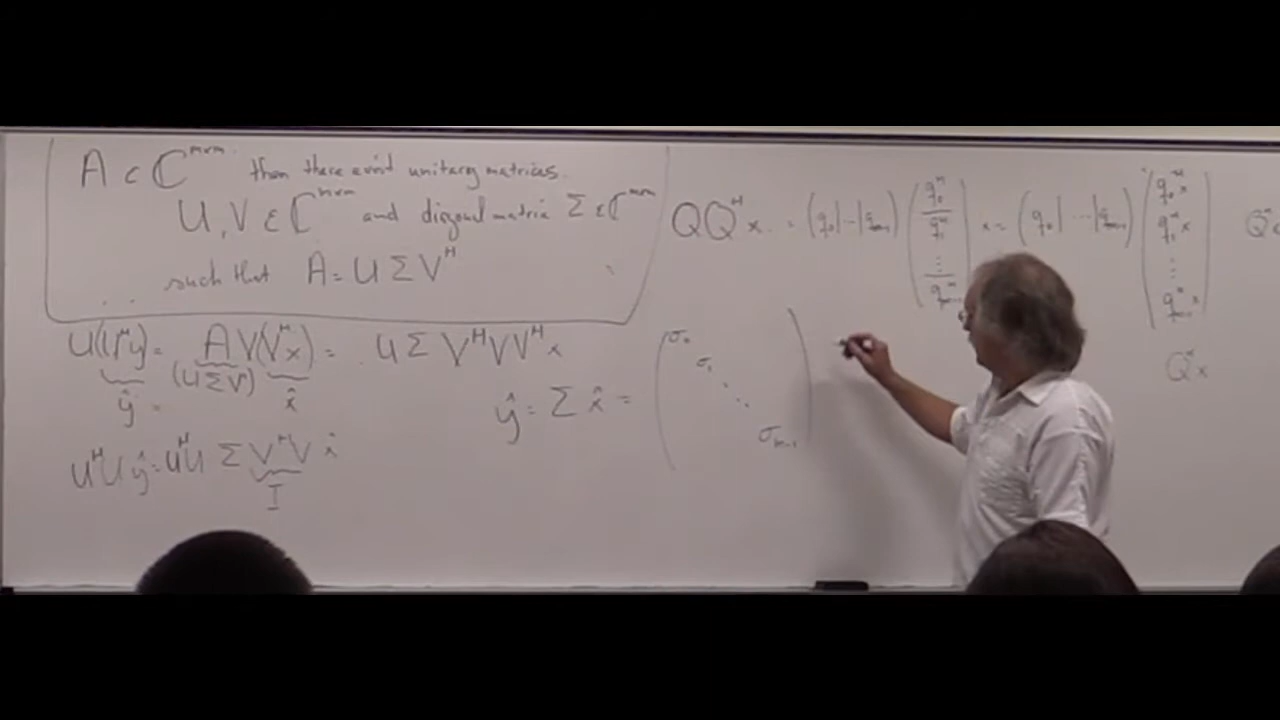 A ∈ ℂ^{m×m} then there exist unitary matrices
U, V ∈ ℂ^{m×m} and diagonal matrix Σ ∈ ℂ^{m×m}
such that A = U Σ V^H
U(U^H y) = A V(V^H x) = U Σ V^H V V^H x
(U Σ V)
ŷ = x̂
U^H U ŷ = U^H U Σ V^H V x̂
I
ŷ = Σ x̂ = ( σ_0 σ_1 ⋱ σ_{m-1} )
Q Q^H x = (q_0 | ⋯ | q_{m-1}) ( q_0^H q_1^H ⋮ q_{m-1}^H ) x = (q_0 | ⋯ | q_{m-1}) ( q_0^H x q_1^H x ⋮ q_{m-1}^H x )
Q^H x